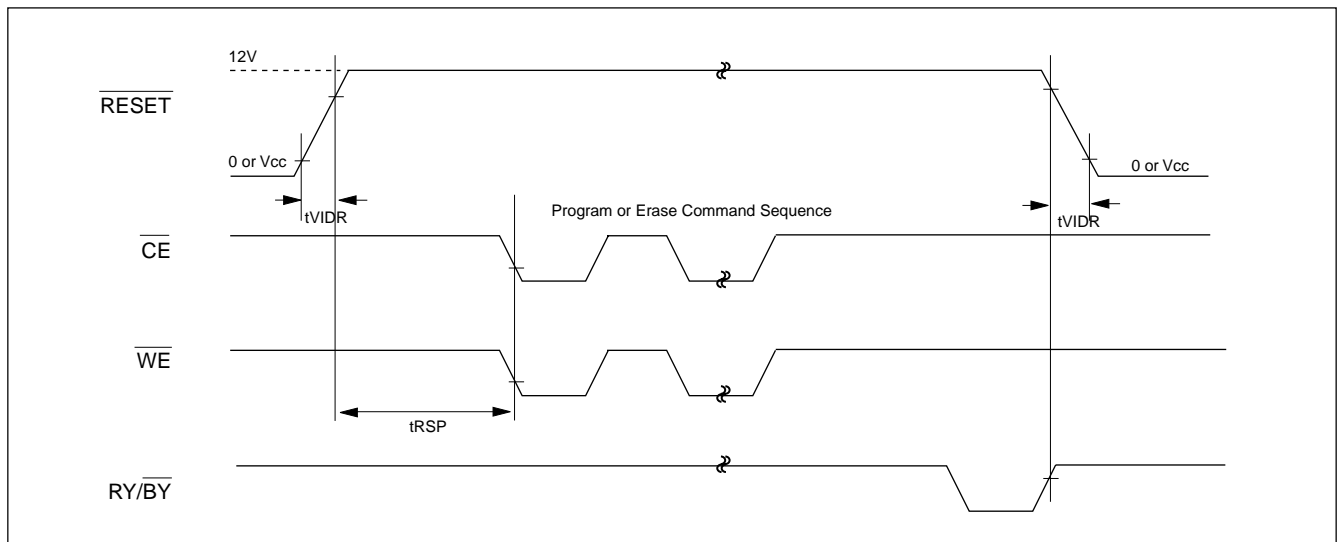 12V
RESET
0 or Vcc
0 or Vcc
tVIDR
Program or Erase Command Sequence
tVIDR
CE
WE
tRSP
RY/BY